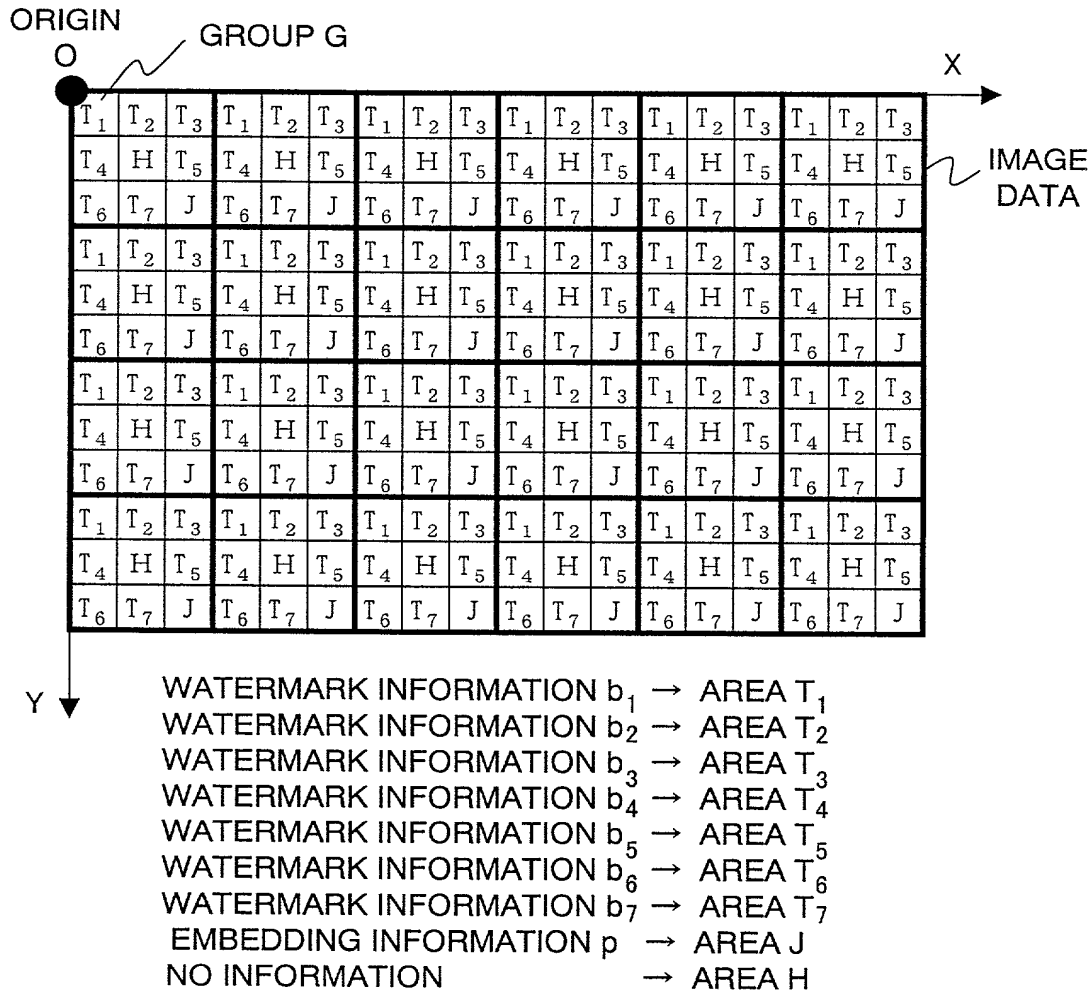 ORIGIN
O
GROUP G
X
T₁ T₂ T₃ T₁ T₂ T₃ T₁ T₂ T₃ T₁ T₂ T₃ T₁ T₂ T₃ T₁ T₂ T₃
T₄ H T₅ T₄ H T₅ T₄ H T₅ T₄ H T₅ T₄ H T₅ T₄ H T₅
T₆ T₇ J T₆ T₇ J T₆ T₇ J T₆ T₇ J T₆ T₇ J T₆ T₇ J
IMAGE
DATA
T₁ T₂ T₃ T₁ T₂ T₃ T₁ T₂ T₃ T₁ T₂ T₃ T₁ T₂ T₃ T₁ T₂ T₃
T₄ H T₅ T₄ H T₅ T₄ H T₅ T₄ H T₅ T₄ H T₅ T₄ H T₅
T₆ T₇ J T₆ T₇ J T₆ T₇ J T₆ T₇ J T₆ T₇ J T₆ T₇ J
T₁ T₂ T₃ T₁ T₂ T₃ T₁ T₂ T₃ T₁ T₂ T₃ T₁ T₂ T₃ T₁ T₂ T₃
T₄ H T₅ T₄ H T₅ T₄ H T₅ T₄ H T₅ T₄ H T₅ T₄ H T₅
T₆ T₇ J T₆ T₇ J T₆ T₇ J T₆ T₇ J T₆ T₇ J T₆ T₇ J
T₁ T₂ T₃ T₁ T₂ T₃ T₁ T₂ T₃ T₁ T₂ T₃ T₁ T₂ T₃ T₁ T₂ T₃
T₄ H T₅ T₄ H T₅ T₄ H T₅ T₄ H T₅ T₄ H T₅ T₄ H T₅
T₆ T₇ J T₆ T₇ J T₆ T₇ J T₆ T₇ J T₆ T₇ J T₆ T₇ J
Y
WATERMARK INFORMATION b₁ → AREA T₁
WATERMARK INFORMATION b₂ → AREA T₂
WATERMARK INFORMATION b₃ → AREA T₃
WATERMARK INFORMATION b₄ → AREA T₄
WATERMARK INFORMATION b₅ → AREA T₅
WATERMARK INFORMATION b₆ → AREA T₆
WATERMARK INFORMATION b₇ → AREA T₇
EMBEDDING INFORMATION p → AREA J
NO INFORMATION → AREA H